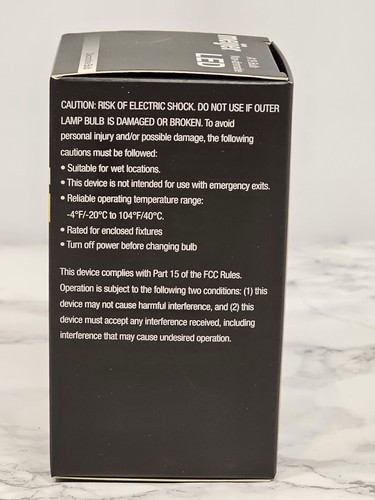 LED
CAUTION: RISK OF ELECTRIC SHOCK. DO NOT USE IF OUTER
LAMP BULB IS DAMAGED OR BROKEN. To avoid
personal injury and/or possible damage, the following
cautions must be followed:
• Suitable for wet locations.
• This device is not intended for use with emergency exits.
• Reliable operating temperature range:
-4°F/-20°C to 104°F/40°C.
• Rated for enclosed fixtures
• Turn off power before changing bulb
This device complies with Part 15 of the FCC Rules.
Operation is subject to the following two conditions: (1) this
device may not cause harmful interference, and (2) this
device must accept any interference received, including
interference that may cause undesired operation.